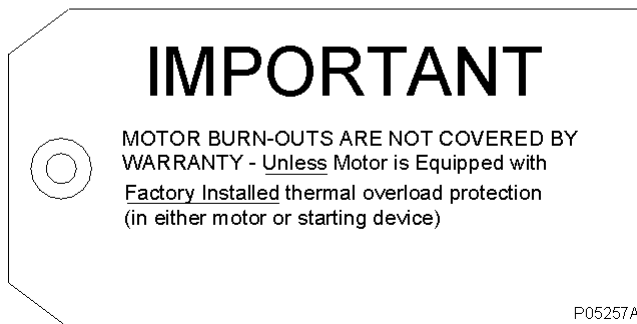 IMPORTANT
MOTOR BURN-OUTS ARE NOT COVERED BY
WARRANTY - Unless Motor is Equipped with
Factory Installed thermal overload protection
(in either motor or starting device)
P05257A